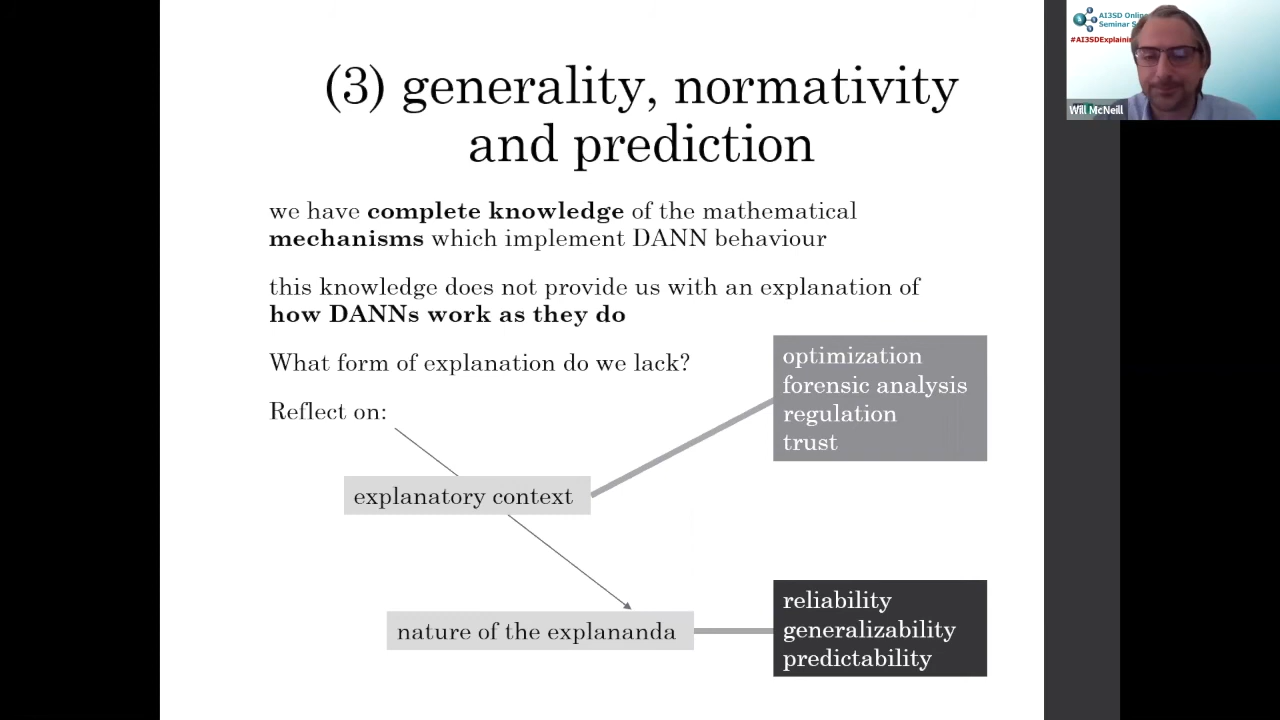 (3) generality, normativity
and prediction
we have complete knowledge of the mathematical
mechanisms which implement DANN behaviour
this knowledge does not provide us with an explanation of
how DANNs work as they do
What form of explanation do we lack?
Reflect on:
optimization
forensic analysis
regulation
trust
explanatory context
nature of the explananda
reliability
generalizability
predictability
AI3SD Onlin
Seminar S
#AI3SDExplaini
Will McNeill